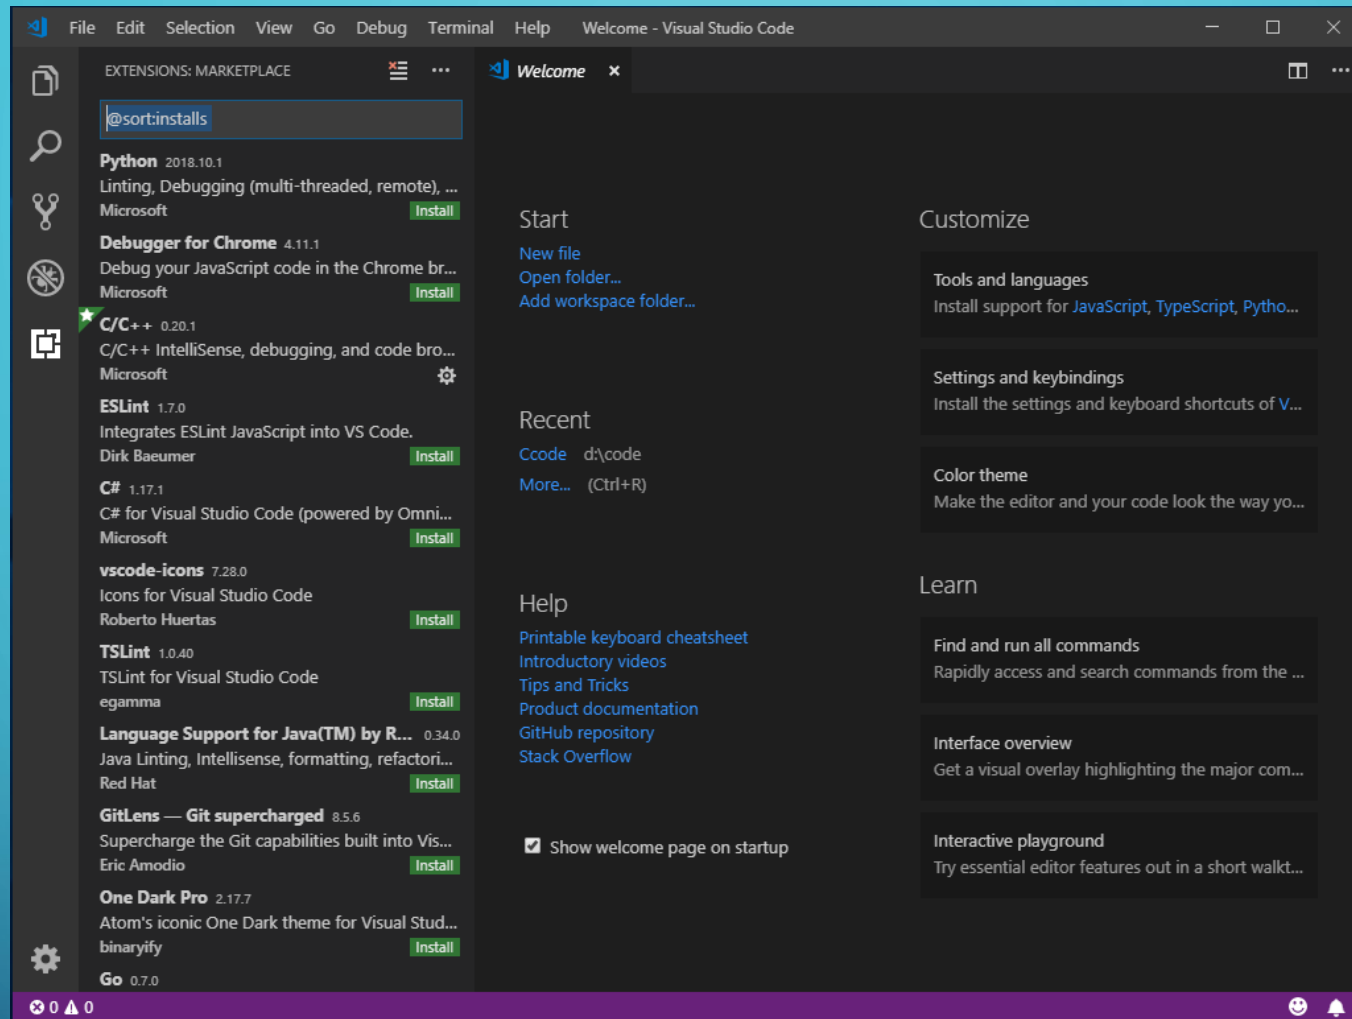 File Edit Selection View Go Debug Terminal Help Welcome - Visual Studio Code
EXTENSIONS: MARKETPLACE
@sort:installs
Python 2018.10.1
Linting, Debugging (multi-threaded, remote), ...
Microsoft Install
Debugger for Chrome 4.11.1
Debug your JavaScript code in the Chrome br...
Microsoft Install
C/C++ 0.20.1
C/C++ IntelliSense, debugging, and code bro...
Microsoft
ESLint 1.7.0
Integrates ESLint JavaScript into VS Code.
Dirk Baeumer Install
C# 1.17.1
C# for Visual Studio Code (powered by Omni...
Microsoft Install
vscode-icons 7.28.0
Icons for Visual Studio Code
Roberto Huertas Install
TSLint 1.0.40
TSLint for Visual Studio Code
egamma Install
Language Support for Java(TM) by R... 0.34.0
Java Linting, Intellisense, formatting, refactori...
Red Hat Install
GitLens — Git supercharged 8.5.6
Supercharge the Git capabilities built into Vis...
Eric Amodio Install
One Dark Pro 2.17.7
Atom's iconic One Dark theme for Visual Stud...
binaryify Install
Go 0.7.0
Welcome
Start
New file
Open folder...
Add workspace folder...
Recent
Ccode d:\code
More... (Ctrl+R)
Help
Printable keyboard cheatsheet
Introductory videos
Tips and Tricks
Product documentation
GitHub repository
Stack Overflow
Show welcome page on startup
Customize
Tools and languages
Install support for JavaScript, TypeScript, Pytho...
Settings and keybindings
Install the settings and keyboard shortcuts of V...
Color theme
Make the editor and your code look the way yo...
Learn
Find and run all commands
Rapidly access and search commands from the ...
Interface overview
Get a visual overlay highlighting the major com...
Interactive playground
Try essential editor features out in a short walkt...
0 0